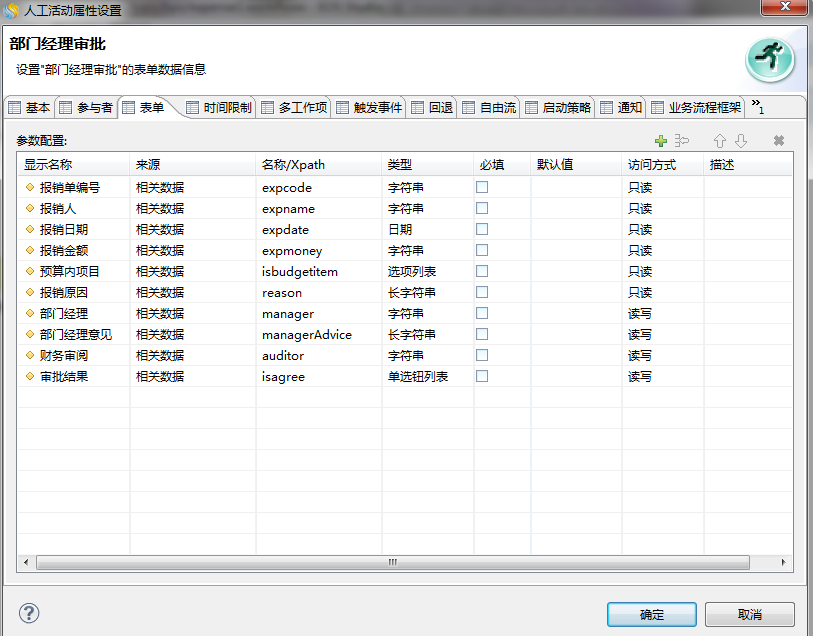 人工活动属性设置
部门经理审批
设置"部门经理审批"的表单数据信息
基本 参与者 表单 时间限制 多工作项 触发事件 回退 自由流 启动策略 通知 业务流程框架 »1
参数配置:
显示名称 来源 名称/Xpath 类型 必填 默认值 访问方式 描述
报销单编号 相关数据 expcode 字符串 只读
报销人 相关数据 expname 字符串 只读
报销日期 相关数据 expdate 日期 只读
报销金额 相关数据 expmoney 字符串 只读
预算内项目 相关数据 isbudgetitem 选项列表 只读
报销原因 相关数据 reason 长字符串 只读
部门经理 相关数据 manager 字符串 读写
部门经理意见 相关数据 managerAdvice 长字符串 读写
财务审阅 相关数据 auditor 字符串 读写
审批结果 相关数据 isagree 单选钮列表 读写
确定 取消